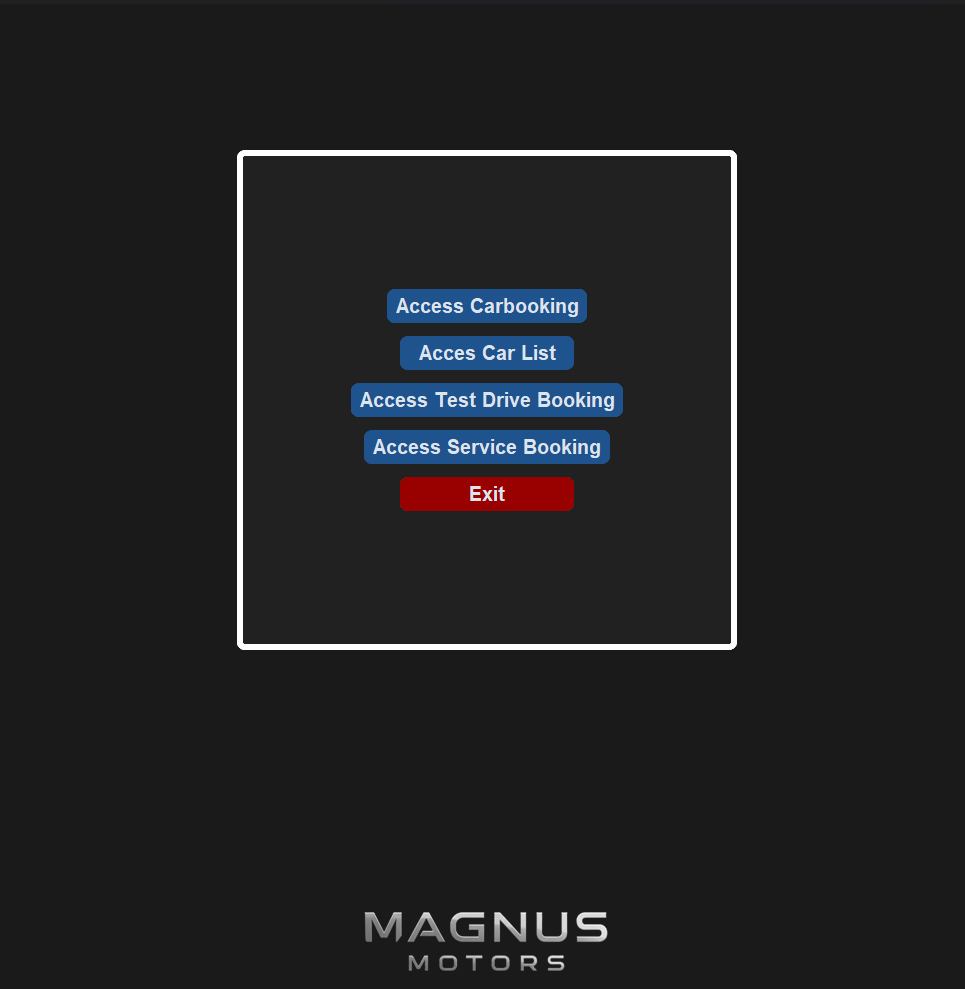 Access Carbooking
Acces Car List
Access Test Drive Booking
Access Service Booking
Exit
MAGNUS
MOTORS